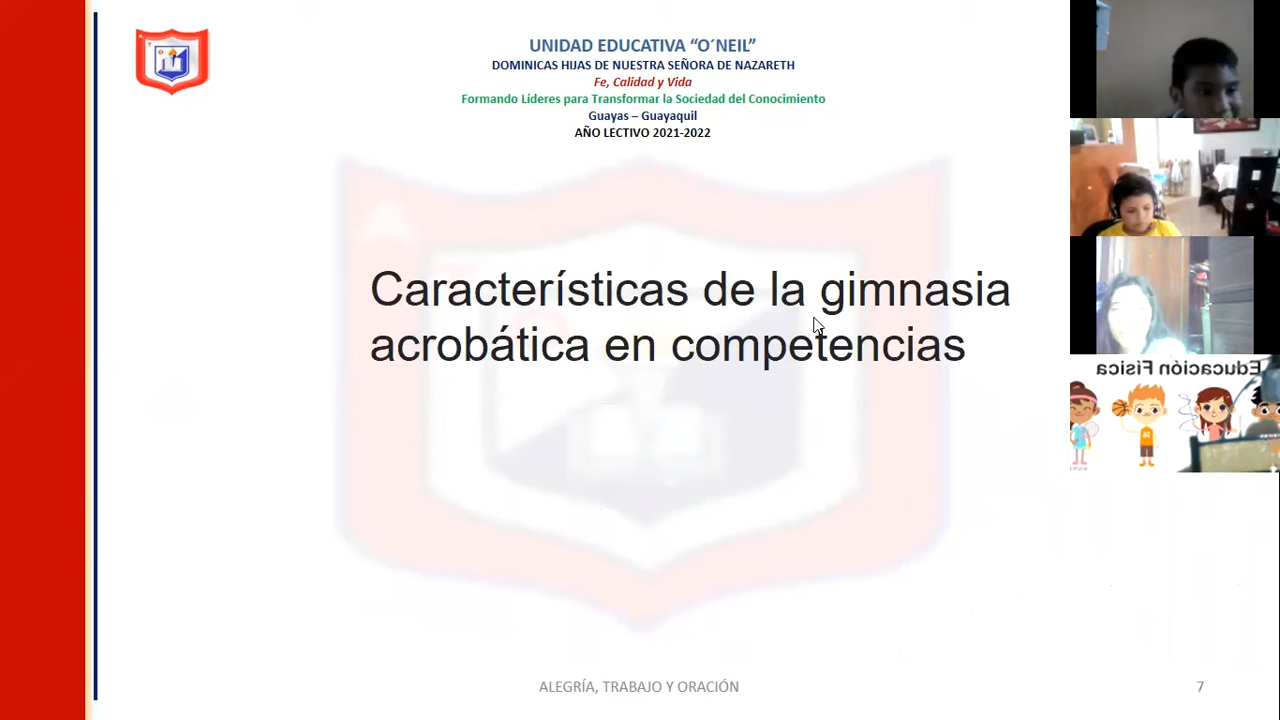 UNIDAD EDUCATIVA “O´NEIL”
DOMINICAS HIJAS DE NUESTRA SEÑORA DE NAZARETH
Fe, Calidad y Vida
Formando Líderes para Transformar la Sociedad del Conocimiento
Guayas – Guayaquil
AÑO LECTIVO 2021-2022
Características de la gimnasia
acrobática en competencias
Educación Física
ALEGRÍA, TRABAJO Y ORACIÓN
7